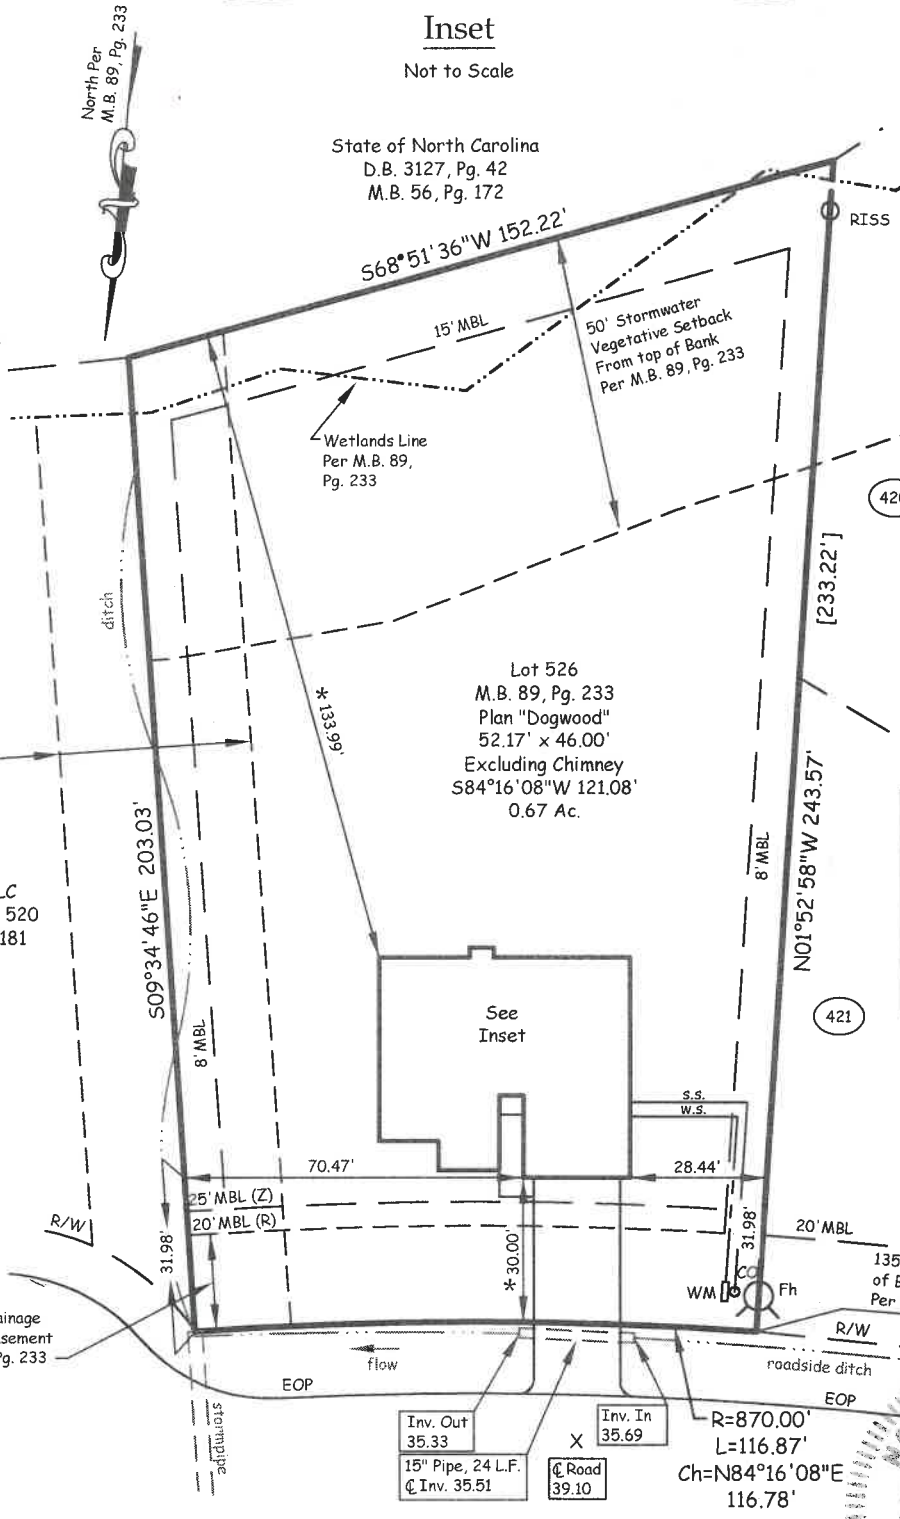 Inset
Not to Scale
North Per
M.B. 89, Pg. 233
State of North Carolina
D.B. 3127, Pg. 42
M.B. 56, Pg. 172
RISS
S68°51'36"W 152.22'
15' MBL
50' Stormwater
Vegetative Setback
From top of Bank
Per M.B. 89, Pg. 233
Wetlands Line
Per M.B. 89,
Pg. 233
420
[233.22']
ditch
*133.99'
Lot 526
M.B. 89, Pg. 233
Plan "Dogwood"
52.17' x 46.00'
Excluding Chimney
S84°16'08"W 121.08'
0.67 Ac.
S09°34'46"E 203.03'
8' MBL
N01°52'58"W 243.57'
LC
520
181
See
Inset
421
8' MBL
s.s.
w.s.
70.47'
28.44'
25' MBL (Z)
20' MBL (R)
R/W
31.98'
*30.00'
31.98'
20' MBL
WM
CO
Fh
135
of
Per
ainage
sement
Pg. 233
R/W
flow
roadside ditch
EOP
EOP
stormpipe
Inv. Out
35.33
Inv. In
35.69
15" Pipe, 24 L.F.
℄ Inv. 35.51
X
℄ Road
39.10
R=870.00'
L=116.87'
Ch=N84°16'08"E
116.78'